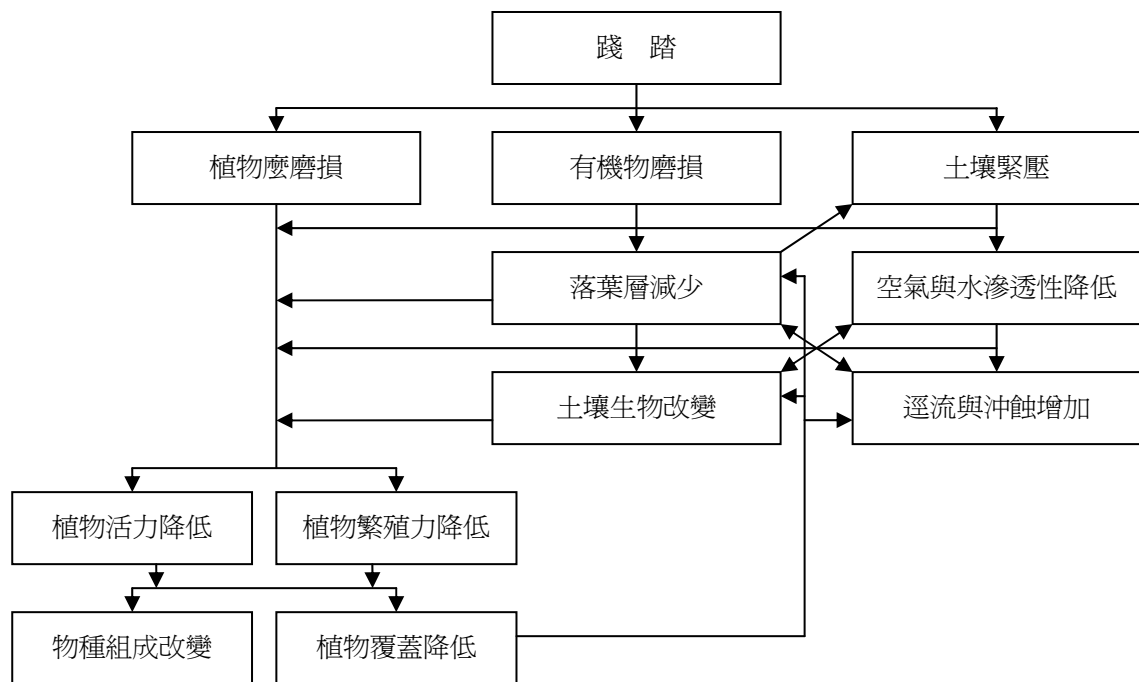 踐　踏
植物麼磨損
有機物磨損
土壤緊壓
落葉層減少
空氣與水滲透性降低
土壤生物改變
逕流與沖蝕增加
植物活力降低
植物繁殖力降低
物種組成改變
植物覆蓋降低